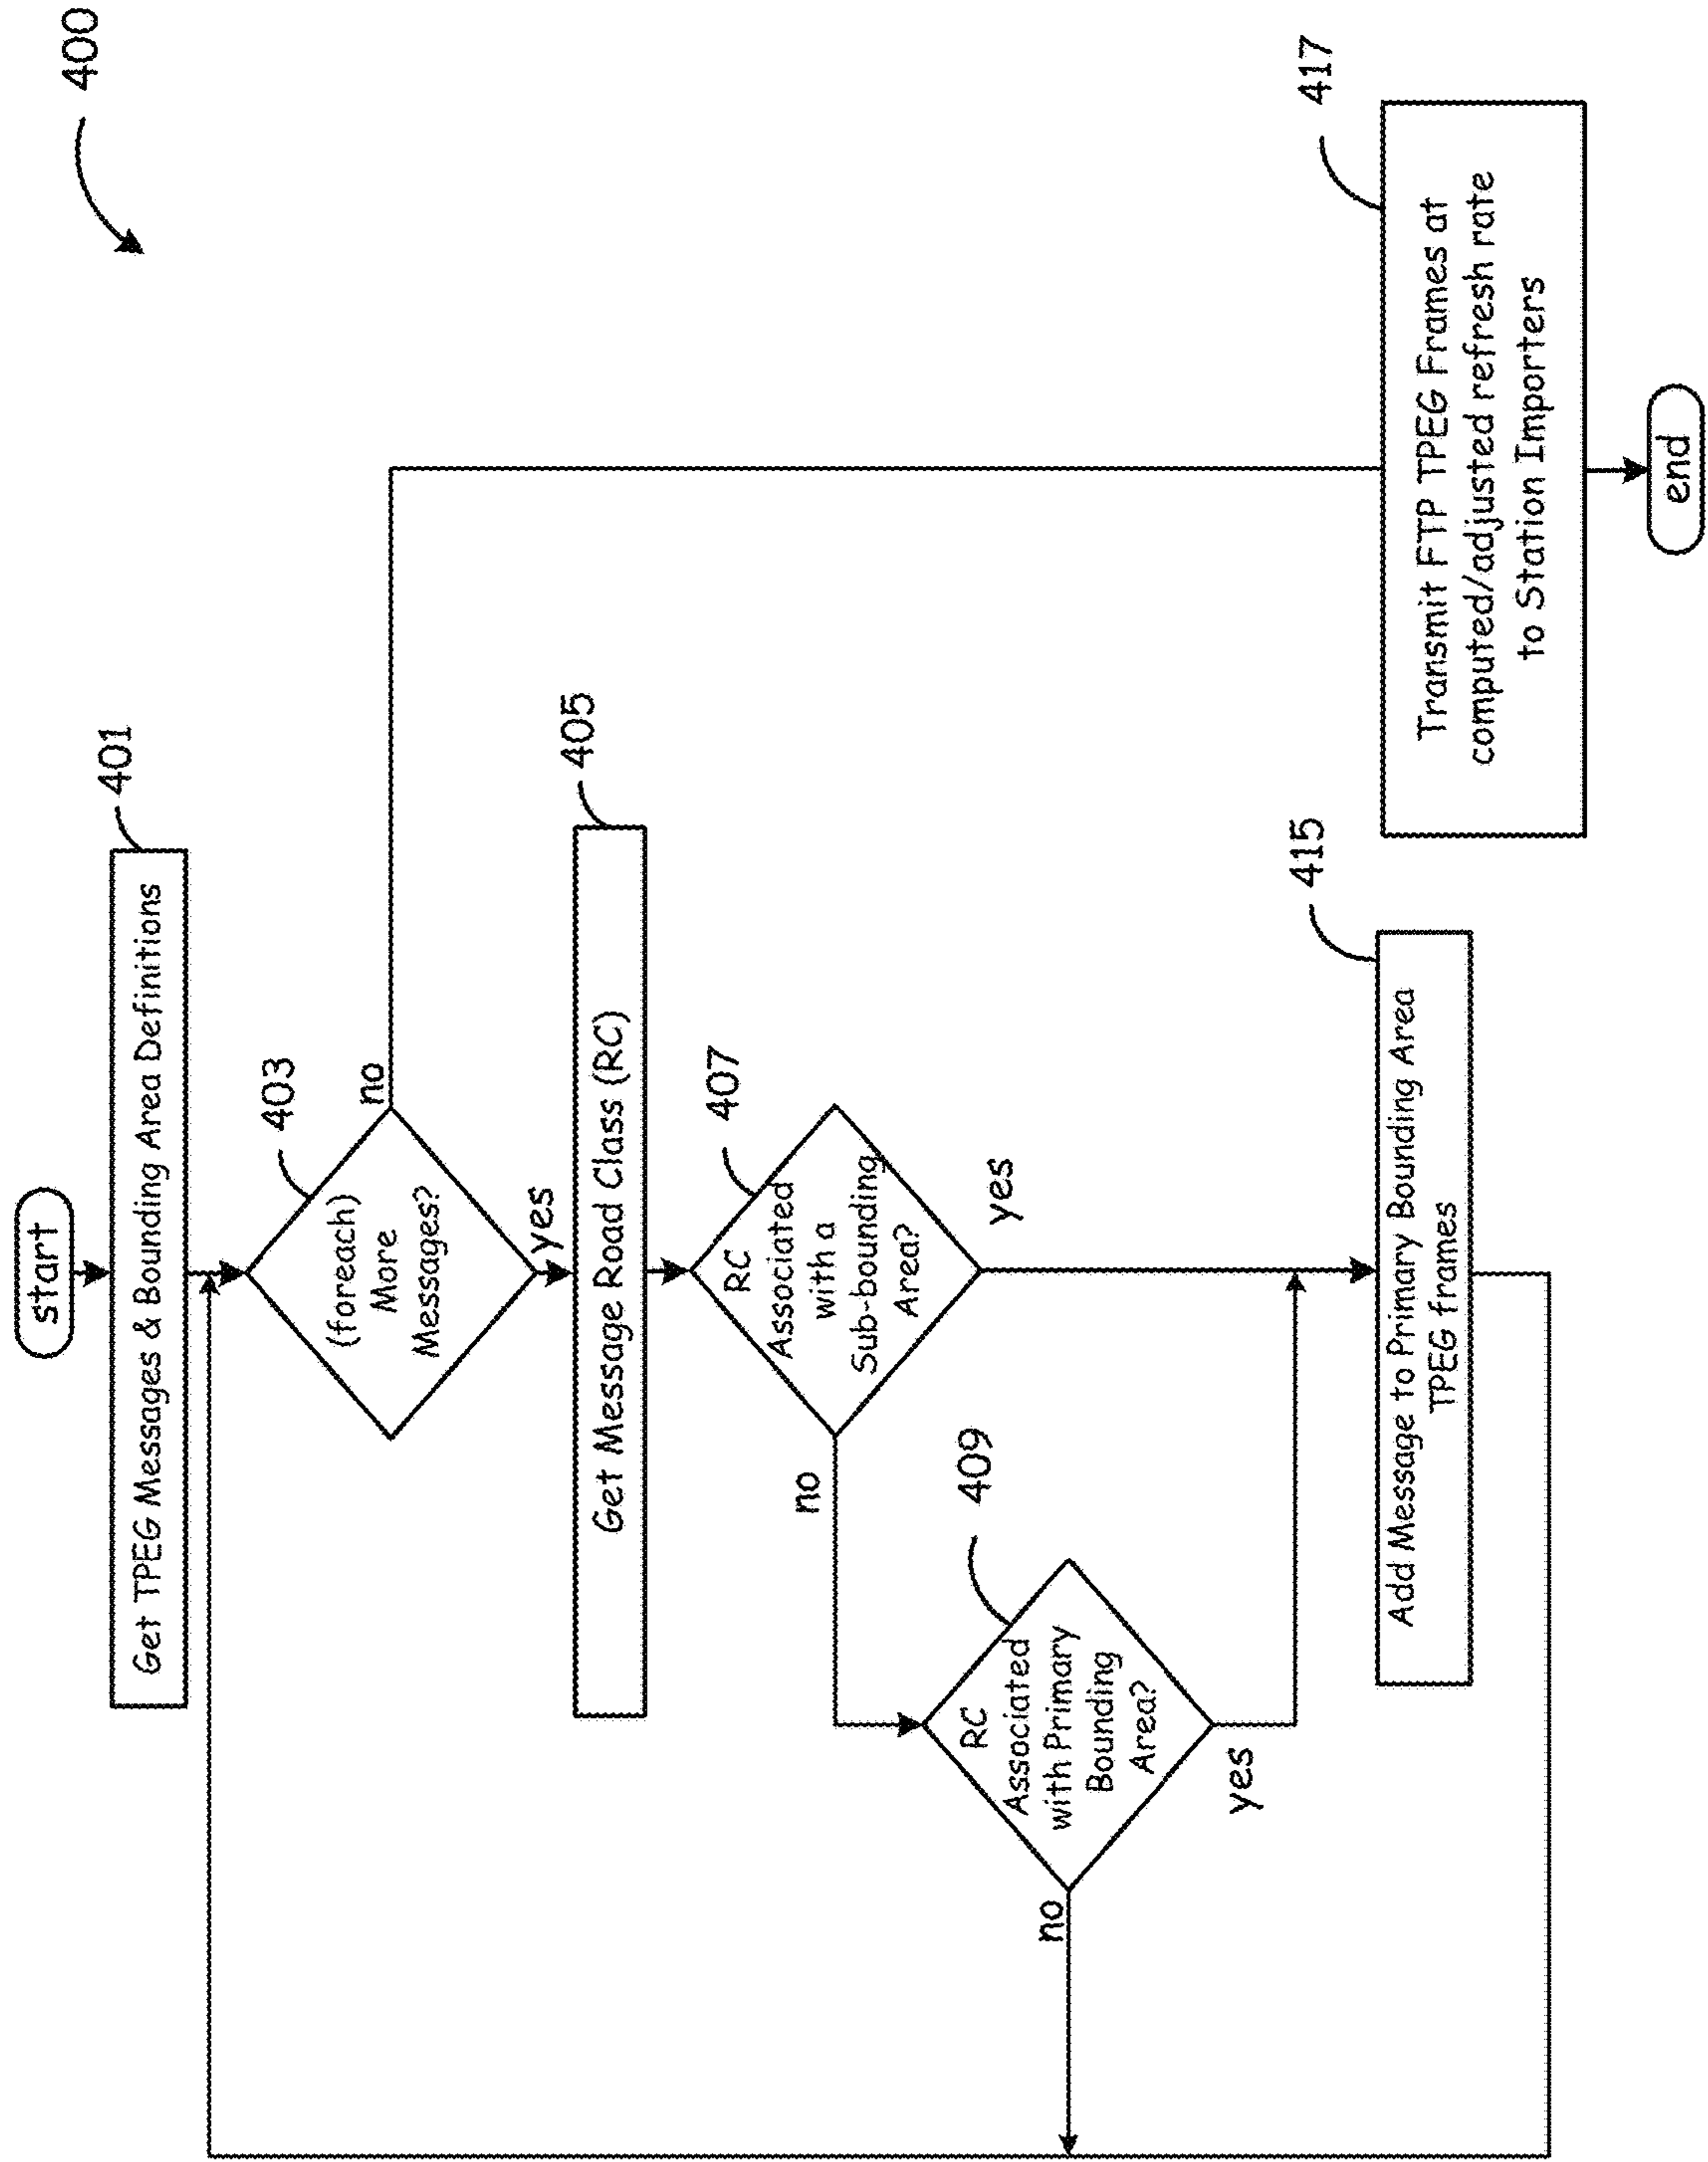 400
start
401
Get TPEG Messages & Bounding Area Definitions
403
(foreach)
More
Messages?
no
yes
405
Get Message Road Class (RC)
407
RC
Associated
with a
Sub-bounding
Area?
no
yes
409
RC
Associated
with Primary
Bounding
Area?
no
yes
415
Add Message to Primary Bounding Area
TPEG frames
417
Transmit FTP TPEG Frames at
computed/adjusted refresh rate
to Station Importers
end